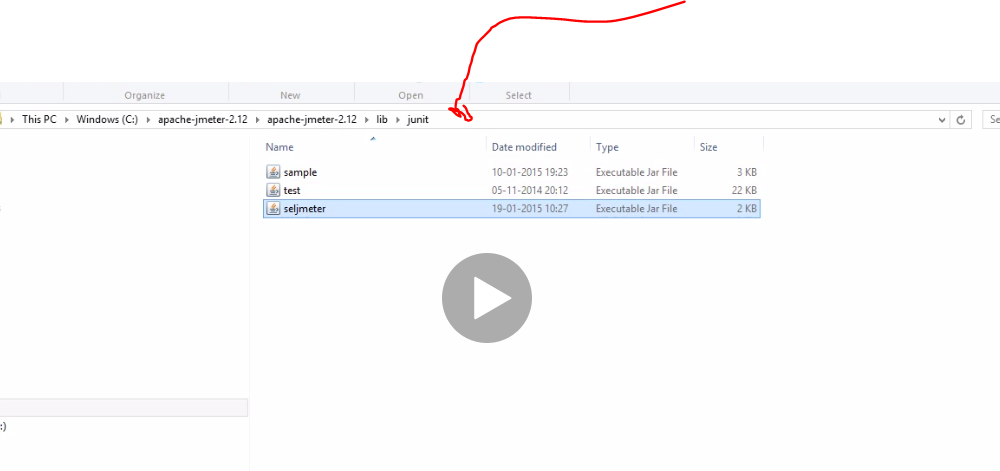 Organize New Open Select
This PC Windows (C:) apache-jmeter-2.12 apache-jmeter-2.12 lib junit Se
Name Date modified Type Size
sample 10-01-2015 19:23 Executable Jar File 3 KB
test 05-11-2014 20:12 Executable Jar File 22 KB
seljmeter 19-01-2015 10:27 Executable Jar File 2 KB
:)